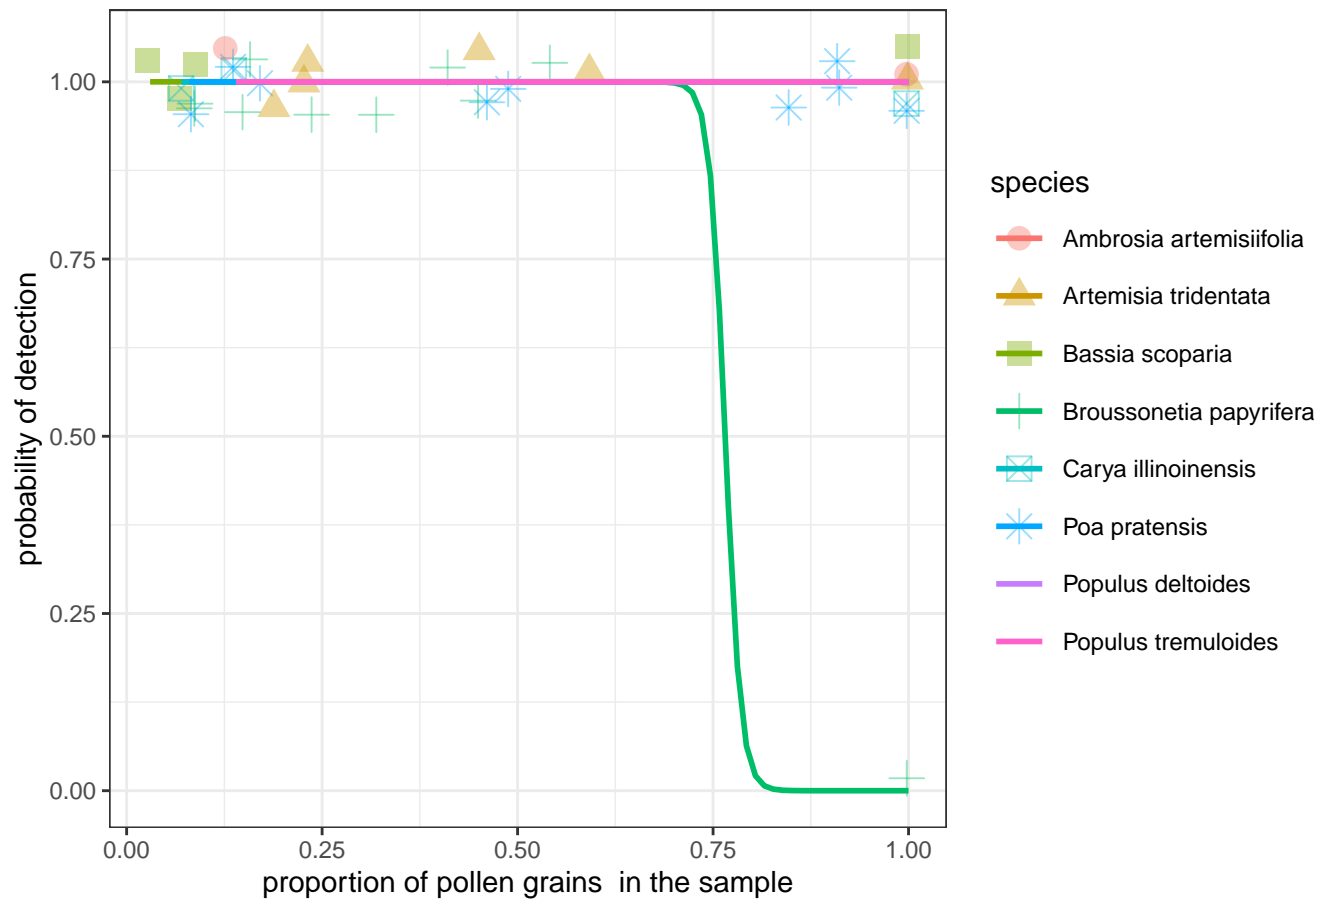 1.00
0.75
0.50
0.25
0.00
probability of detection
0.00
0.25
0.50
0.75
1.00
proportion of pollen grains  in the sample
species
Ambrosia artemisiifolia
Artemisia tridentata
Bassia scoparia
Broussonetia papyrifera
Carya illinoinensis
Poa pratensis
Populus deltoides
Populus tremuloides